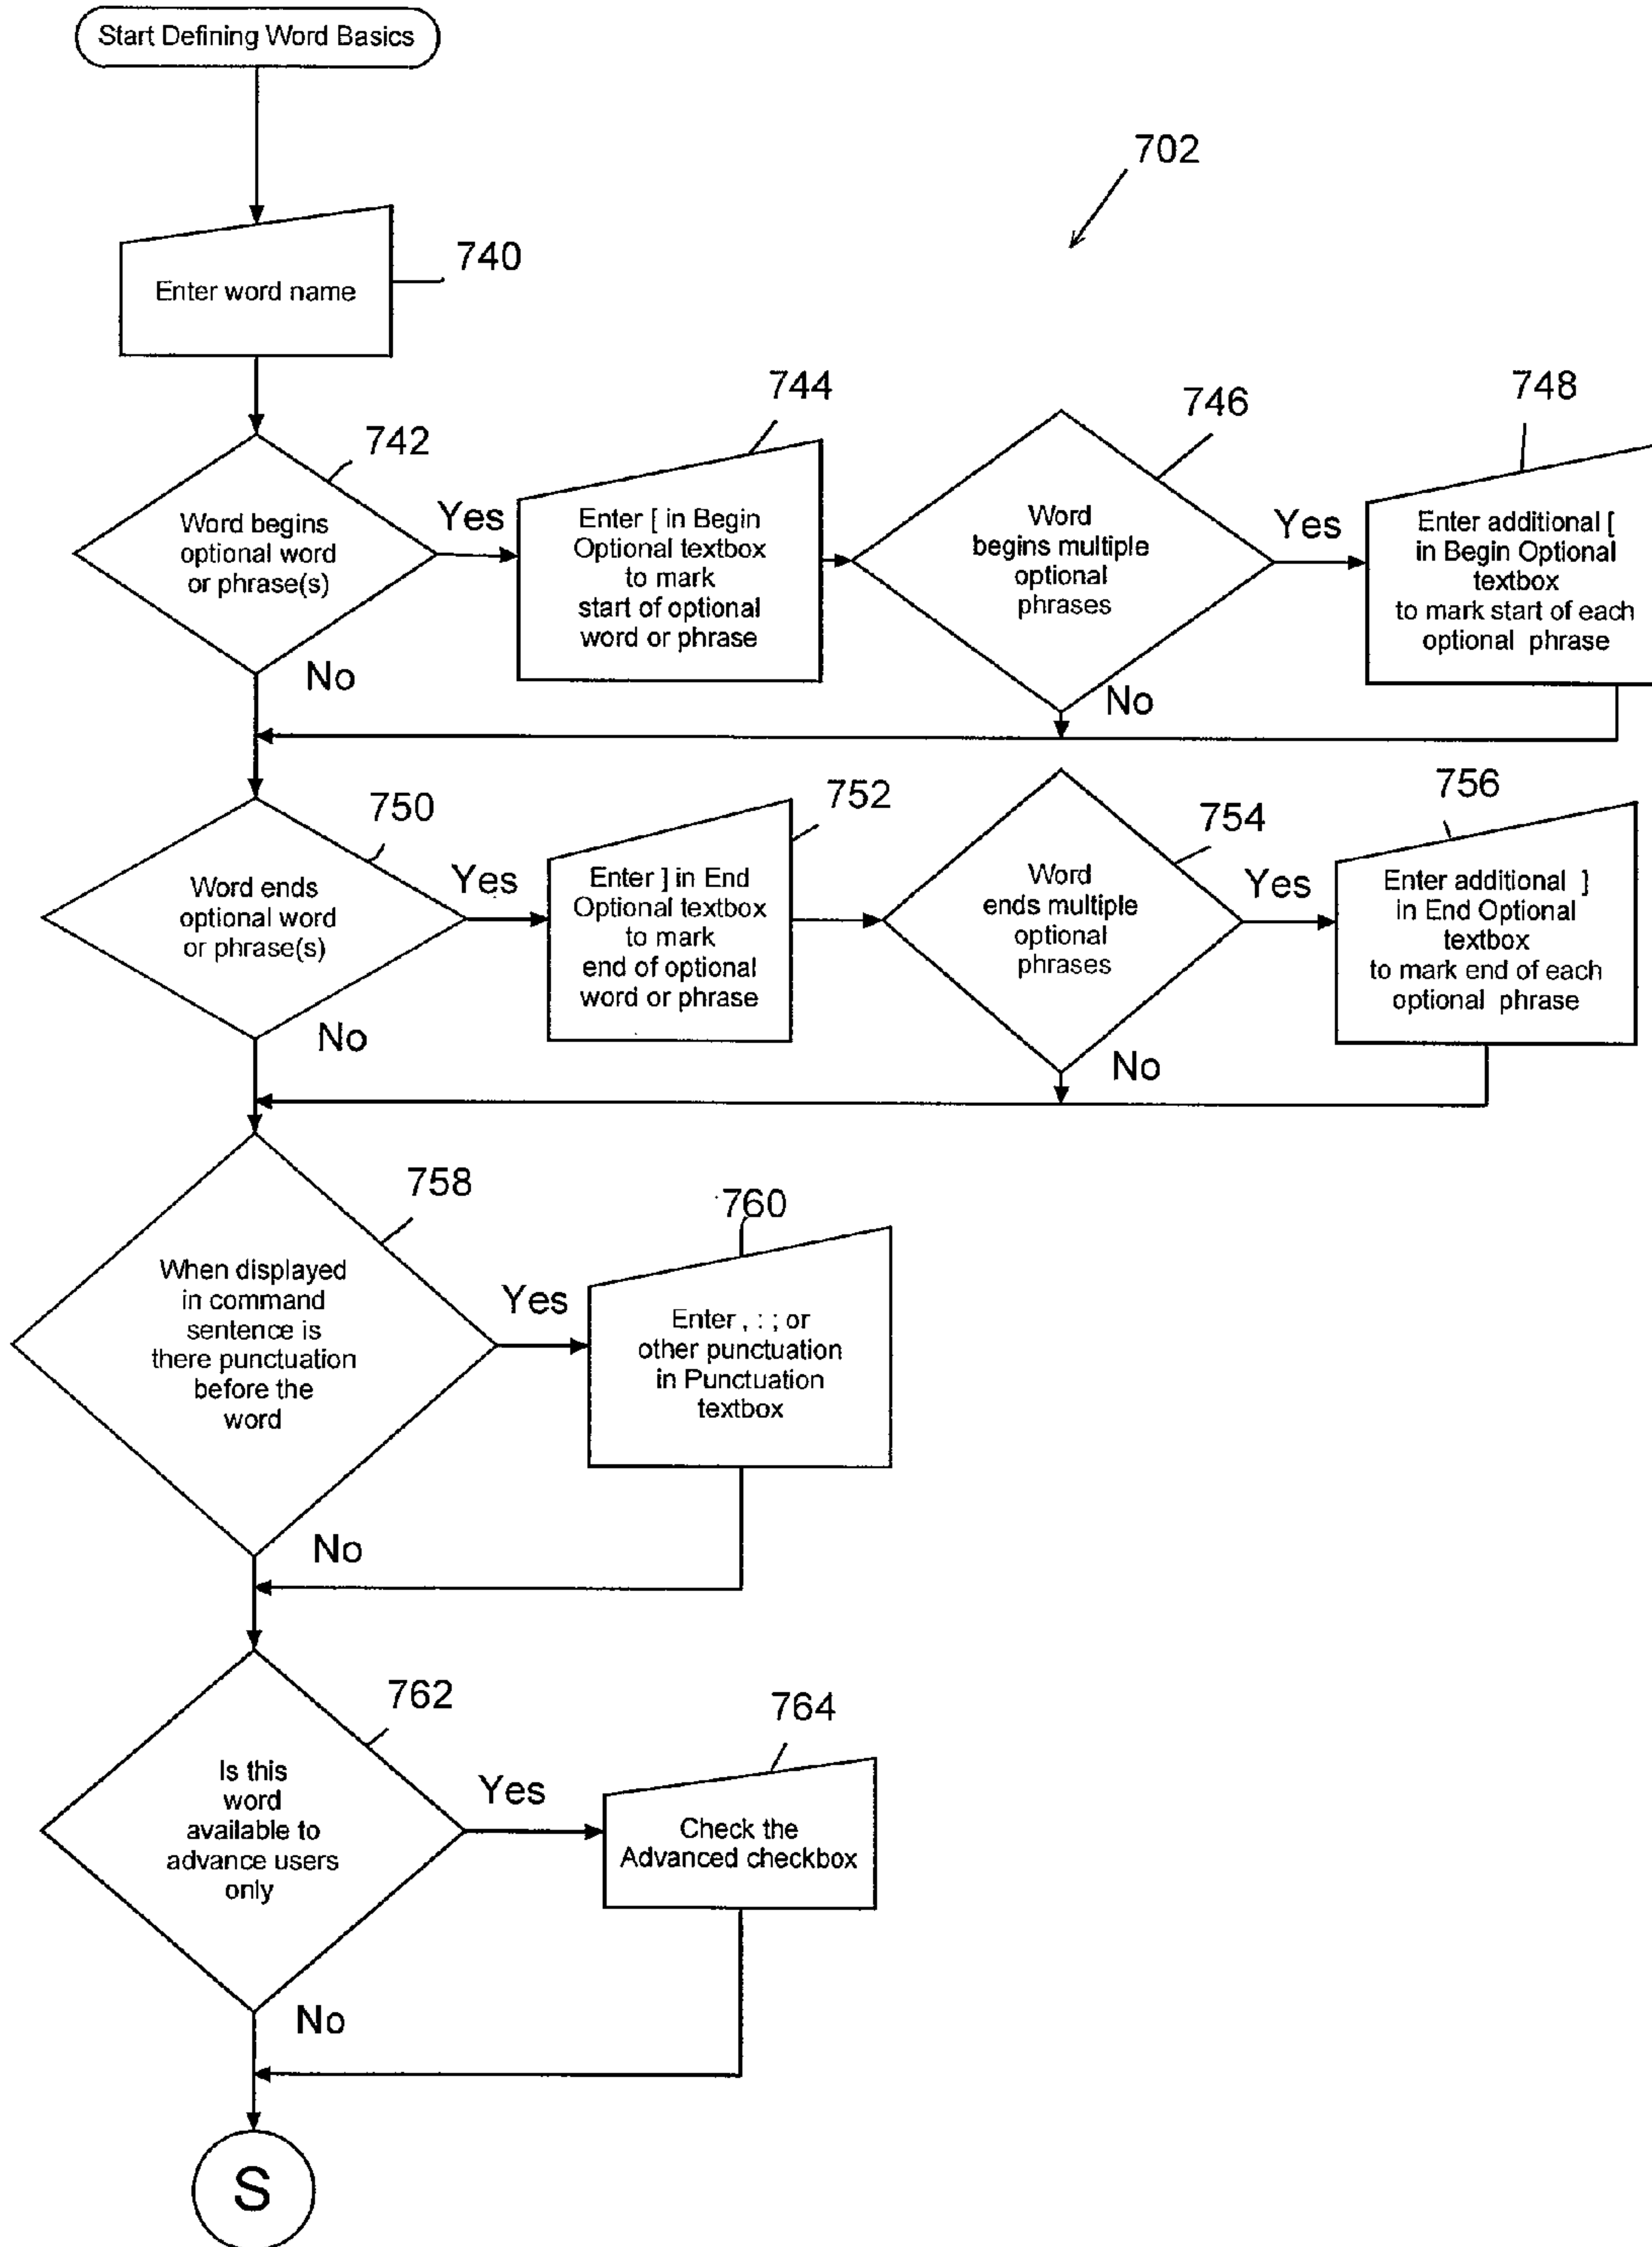 Start Defining Word Basics
702
740
Enter word name
742
Word begins
optional word
or phrase(s)
Yes
No
744
Enter [ in Begin
Optional textbox
to mark
start of optional
word or phrase
746
Word
begins multiple
optional
phrases
Yes
No
748
Enter additional [
in Begin Optional
textbox
to mark start of each
optional phrase
750
Word ends
optional word
or phrase(s)
Yes
No
752
Enter ] in End
Optional textbox
to mark
end of optional
word or phrase
754
Word
ends multiple
optional
phrases
Yes
No
756
Enter additional ]
in End Optional
textbox
to mark end of each
optional phrase
758
When displayed
in command
sentence is
there punctuation
before the
word
Yes
No
760
Enter , : ; or
other punctuation
in Punctuation
textbox
762
Is this
word
available to
advance users
only
Yes
No
764
Check the
Advanced checkbox
S